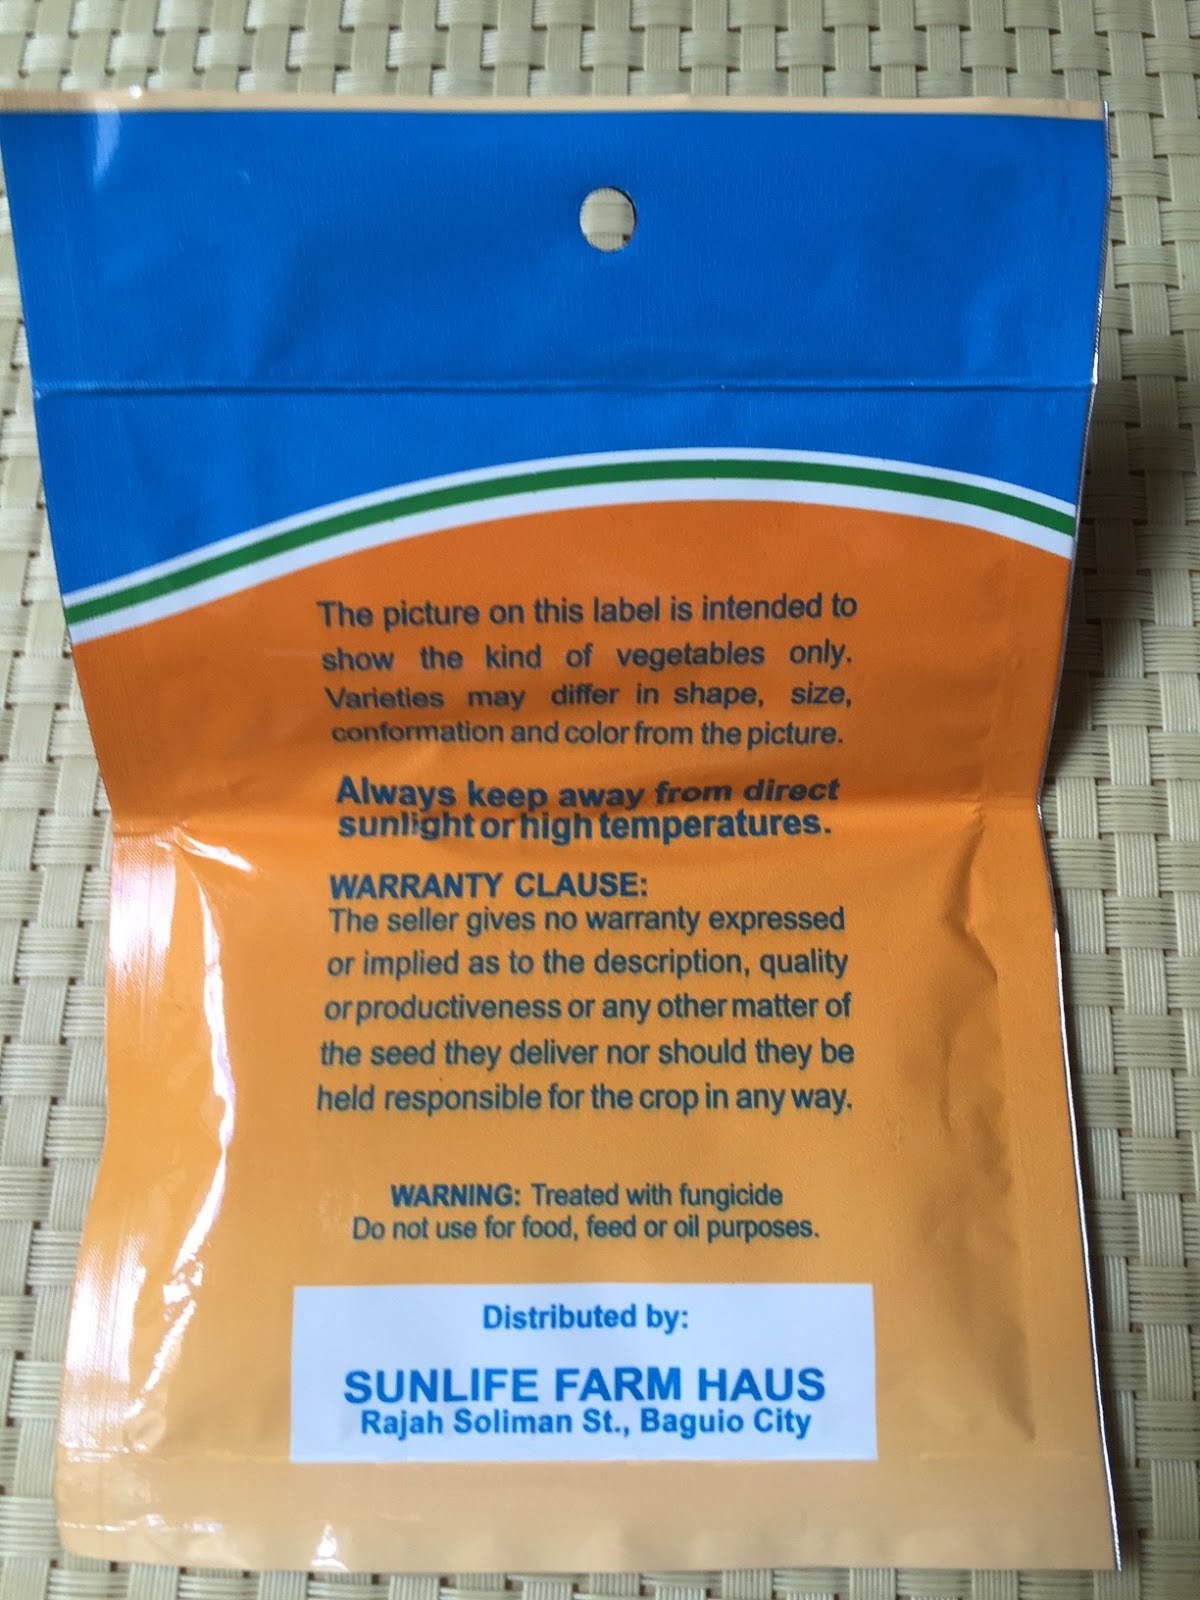 The picture on this label is intended to
show the kind of vegetables only.
Varieties may differ in shape, size,
conformation and color from the picture.
Always keep away from direct
sunlight or high temperatures.
WARRANTY CLAUSE:
The seller gives no warranty expressed
or implied as to the description, quality
or productiveness or any other matter of
the seed they deliver nor should they be
held responsible for the crop in any way.
WARNING: Treated with fungicide
Do not use for food, feed or oil purposes.
Distributed by:
SUNLIFE FARM HAUS
Rajah Soliman St., Baguio City